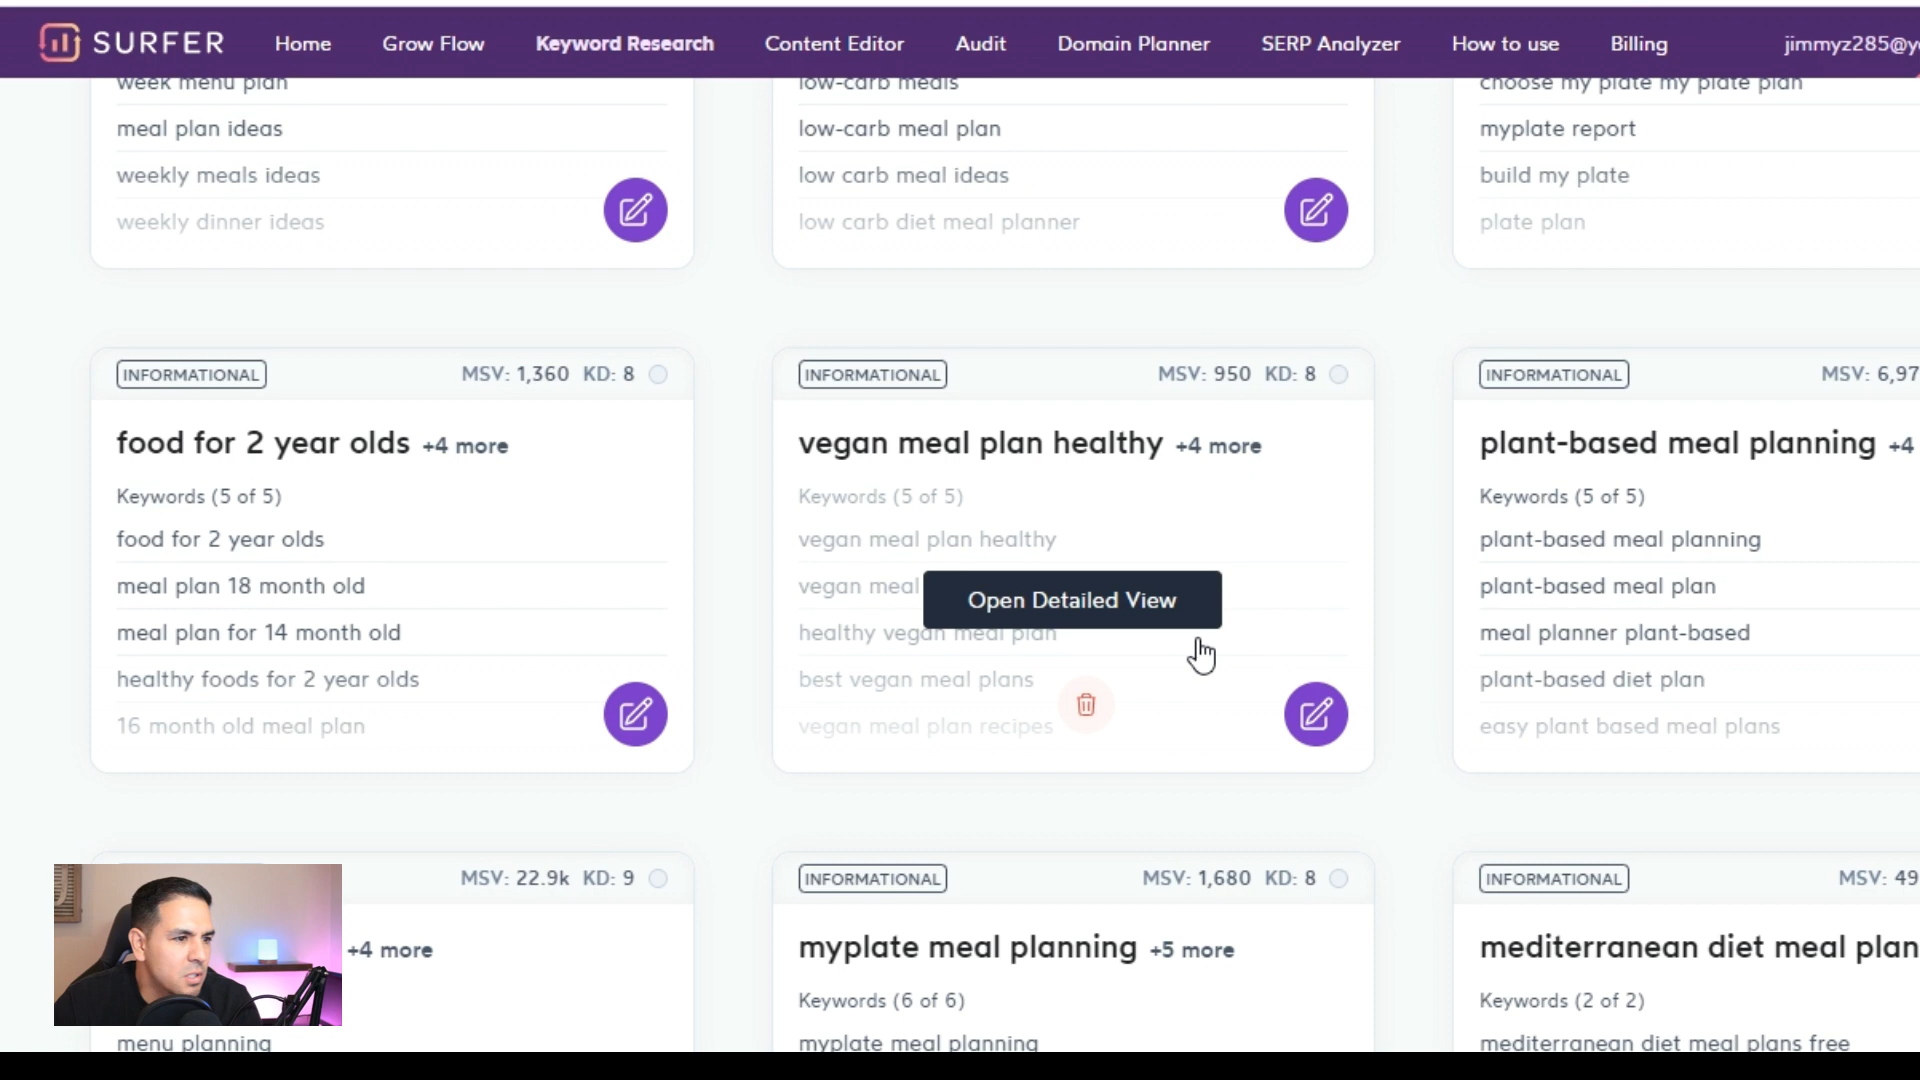 SURFER
Home
Grow Flow
Keyword Research
Content Editor
Audit
Domain Planner
SERP Analyzer
How to use
Billing
jimmyz285@y
week menu plan
meal plan ideas
weekly meals ideas
weekly dinner ideas
low-carb meals
low-carb meal plan
low carb meal ideas
low carb diet meal planner
choose my plate my plate plan
myplate report
build my plate
plate plan
INFORMATIONAL
MSV: 1,360 KD: 8
food for 2 year olds +4 more
Keywords (5 of 5)
food for 2 year olds
meal plan 18 month old
meal plan for 14 month old
healthy foods for 2 year olds
16 month old meal plan
INFORMATIONAL
MSV: 950 KD: 8
vegan meal plan healthy +4 more
Keywords (5 of 5)
vegan meal plan healthy
vegan meal
Open Detailed View
healthy vegan meal plan
best vegan meal plans
vegan meal plan recipes
INFORMATIONAL
MSV: 6,97
plant-based meal planning +4
Keywords (5 of 5)
plant-based meal planning
plant-based meal plan
meal planner plant-based
plant-based diet plan
easy plant based meal plans
MSV: 22.9k KD: 9
+4 more
menu planning
INFORMATIONAL
MSV: 1,680 KD: 8
myplate meal planning +5 more
Keywords (6 of 6)
myplate meal planning
INFORMATIONAL
MSV: 49
mediterranean diet meal plan
Keywords (2 of 2)
mediterranean diet meal plans free